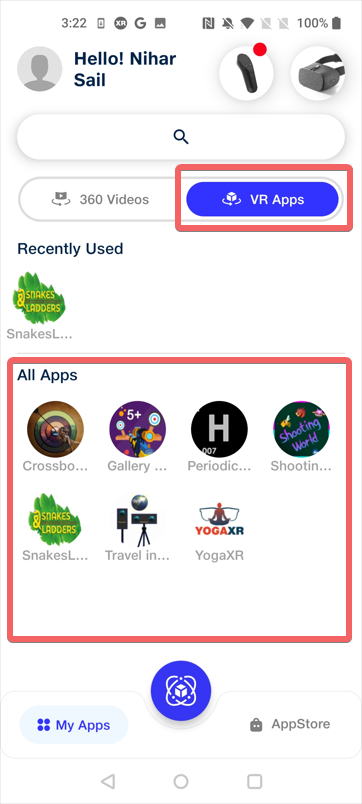 3:22 XR G 100%
Hello! Nihar
Sail
360 Videos
VR Apps
Recently Used
SNAKES
LADDERS
SnakesL...
All Apps
5+
H
007
Shooting
World
Crossbo...
Gallery ...
Periodic...
Shootin...
SNAKES
LADDERS
YOGAXR
SnakesL...
Travel in...
YogaXR
My Apps
AppStore